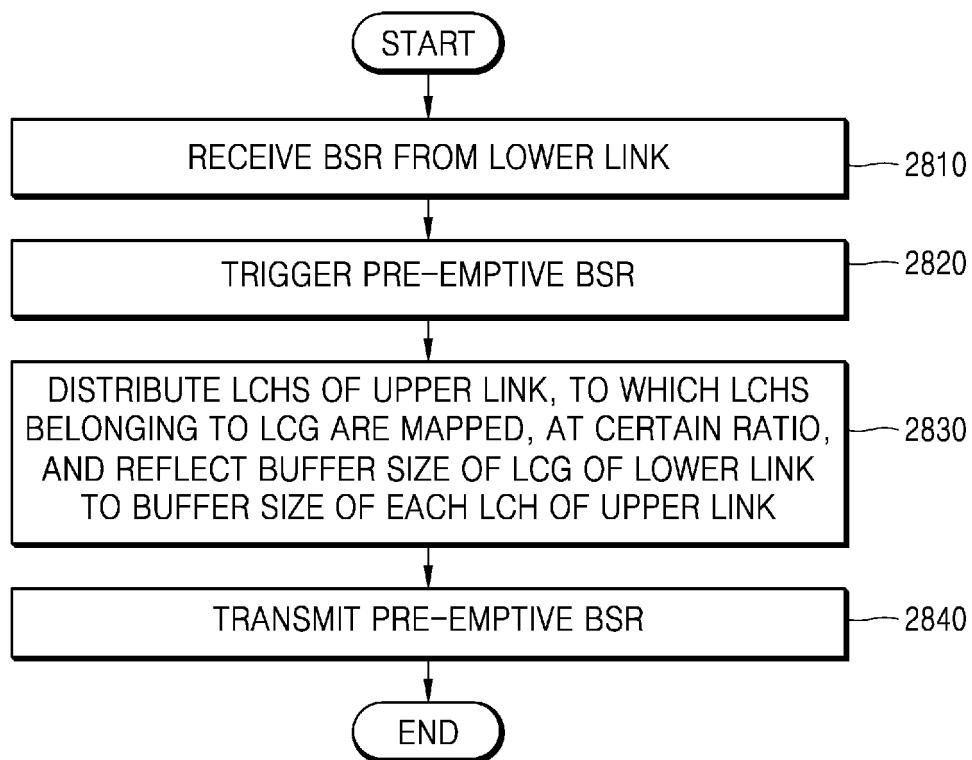 START
RECEIVE BSR FROM LOWER LINK
2810
TRIGGER PRE-EMPTIVE BSR
2820
DISTRIBUTE LCHS OF UPPER LINK, TO WHICH LCHS
BELONGING TO LCG ARE MAPPED, AT CERTAIN RATIO,
AND REFLECT BUFFER SIZE OF LCG OF LOWER LINK
TO BUFFER SIZE OF EACH LCH OF UPPER LINK
2830
TRANSMIT PRE-EMPTIVE BSR
2840
END